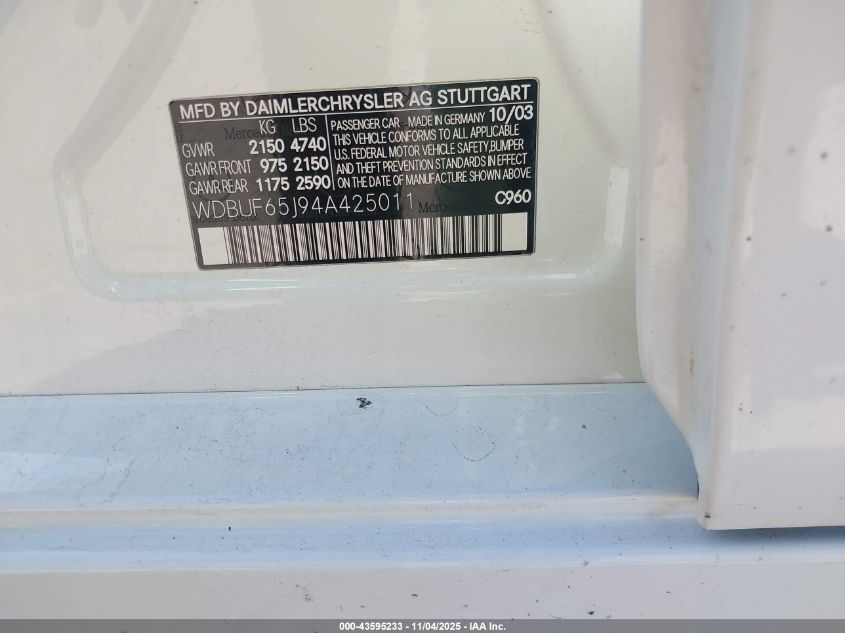 MFD BY DAIMLERCHRYSLER AG STUTTGART
KG LBS
GVWR 2150 4740
GAWR FRONT 975 2150
GAWR REAR 1175 2590
PASSENGER CAR - MADE IN GERMANY 10/03
THIS VEHICLE CONFORMS TO ALL APPLICABLE
U.S. FEDERAL MOTOR VEHICLE SAFETY,BUMPER
AND THEFT PREVENTION STANDARDS IN EFFECT
ON THE DATE OF MANUFACTURE SHOWN ABOVE
WDBUF65J94A425011 C960
000-43595233 - 11/04/2025 - IAA Inc.